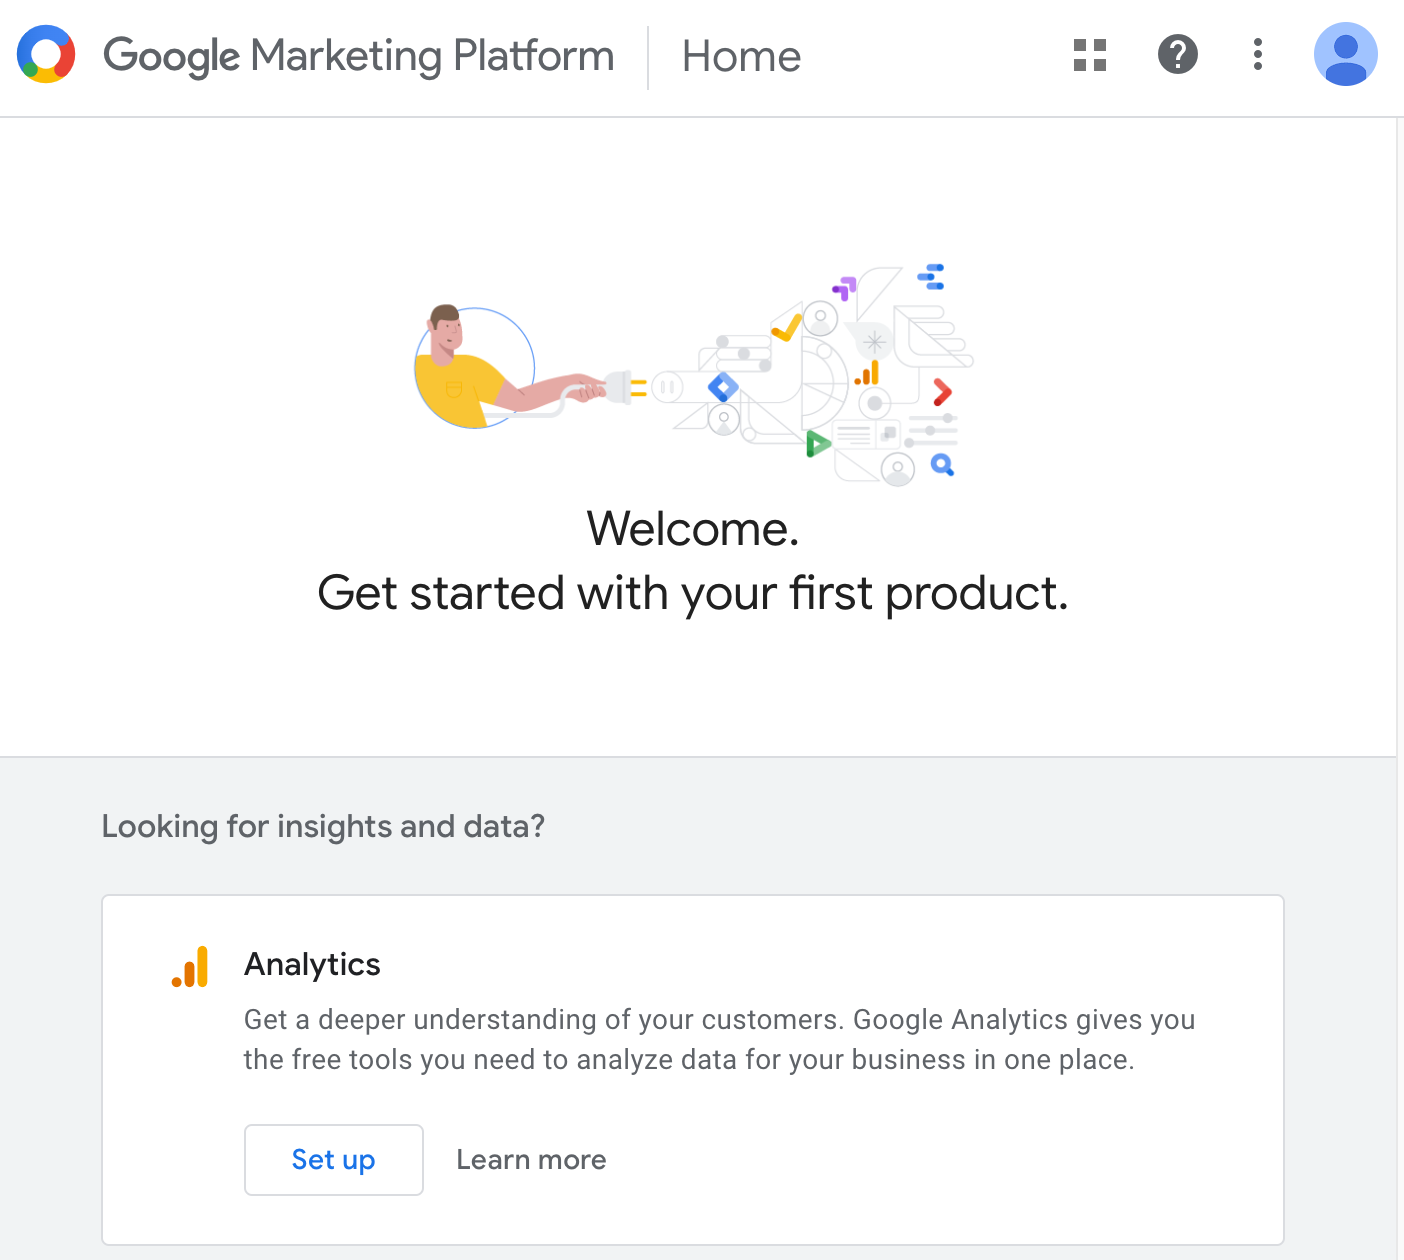 Google Marketing Platform
Home
Welcome.
Get started with your first product.
Looking for insights and data?
Analytics
Get a deeper understanding of your customers. Google Analytics gives you
the free tools you need to analyze data for your business in one place.
Set up
Learn more